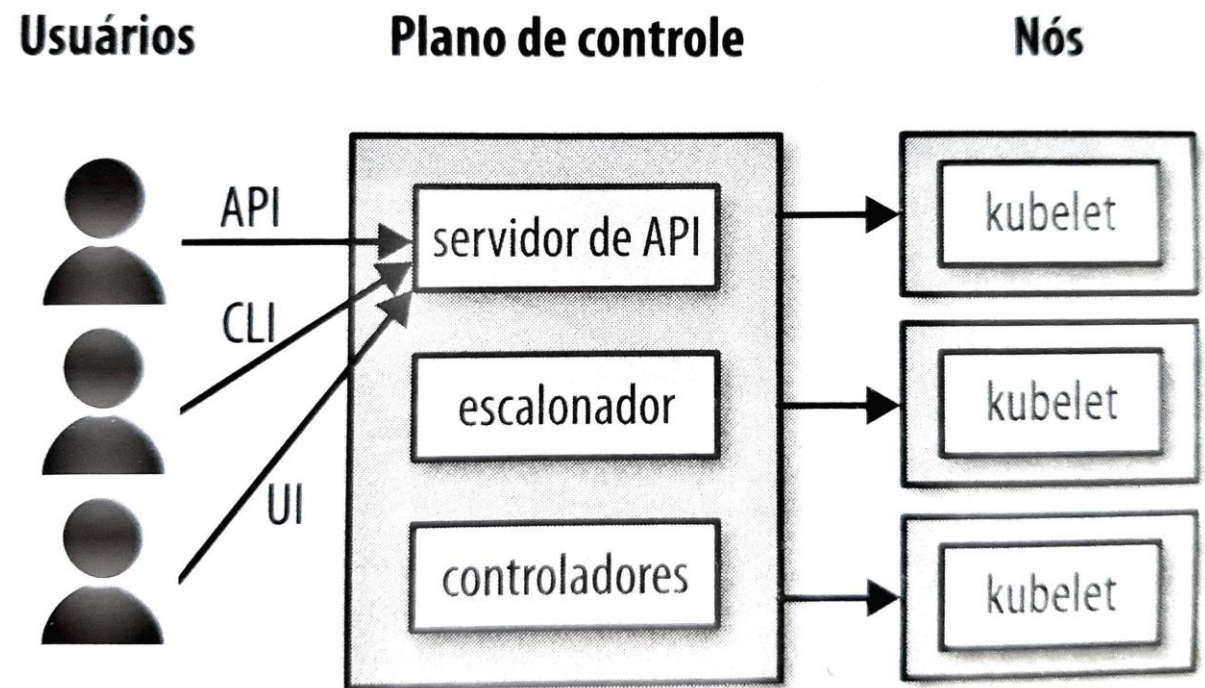 Usuários
Plano de controle
Nós
API
CLI
UI
servidor de API
escalonador
controladores
kubelet
kubelet
kubelet